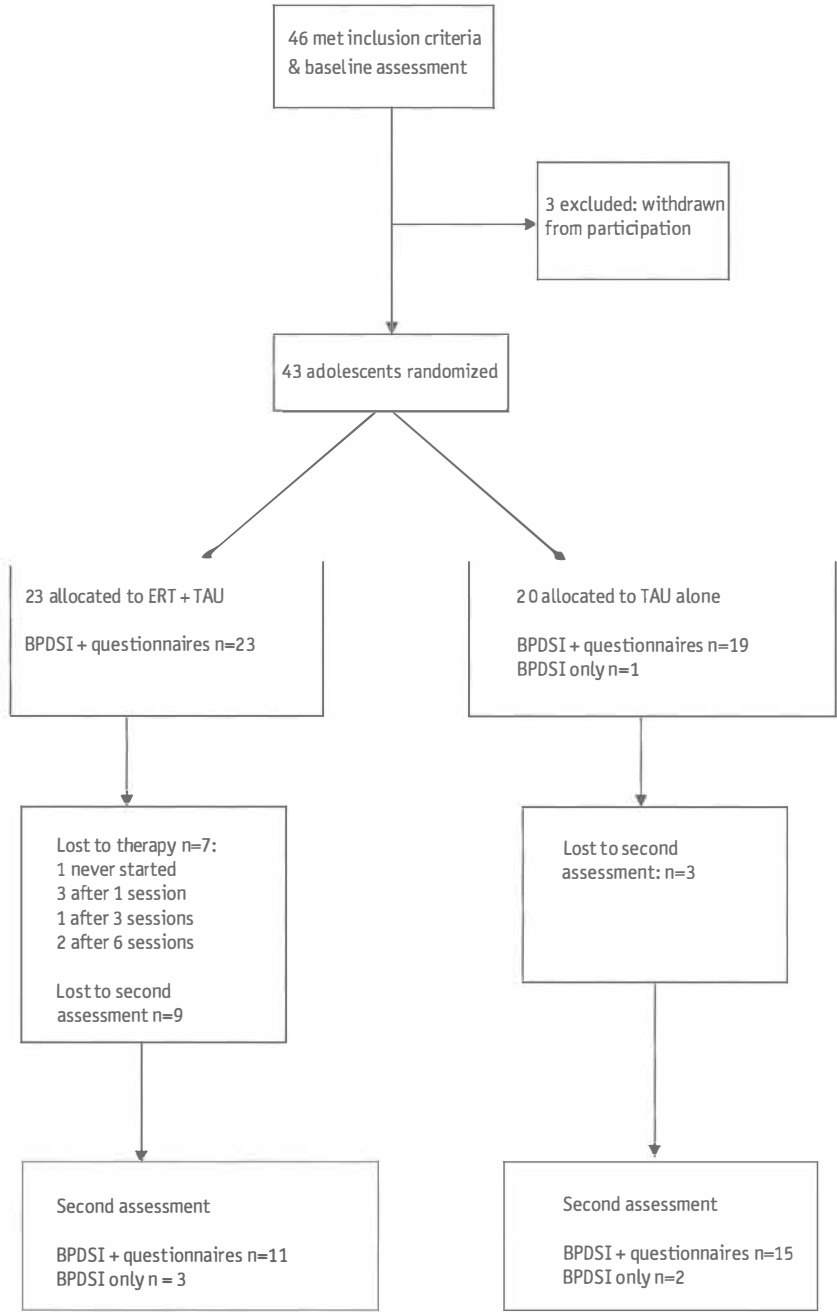 46 met inclusion criteria
& baseline assessment
3 excluded: withdrawn
from participation
43 adolescents randomized
23 allocated to ERT + TAU
BPDSI + questionnaires n=23
20 allocated to TAU alone
BPDSI + questionnaires n=19
BPDSI only n=1
Lost to therapy n=7:
1 never started
3 after 1 session
1 after 3 sessions
2 after 6 sessions
Lost to second
assessment n=9
Lost to second
assessment: n=3
Second assessment
BPDSI + questionnaires n=11
BPDSI only n = 3
Second assessment
BPDSI + questionnaires n=15
BPDSI only n=2